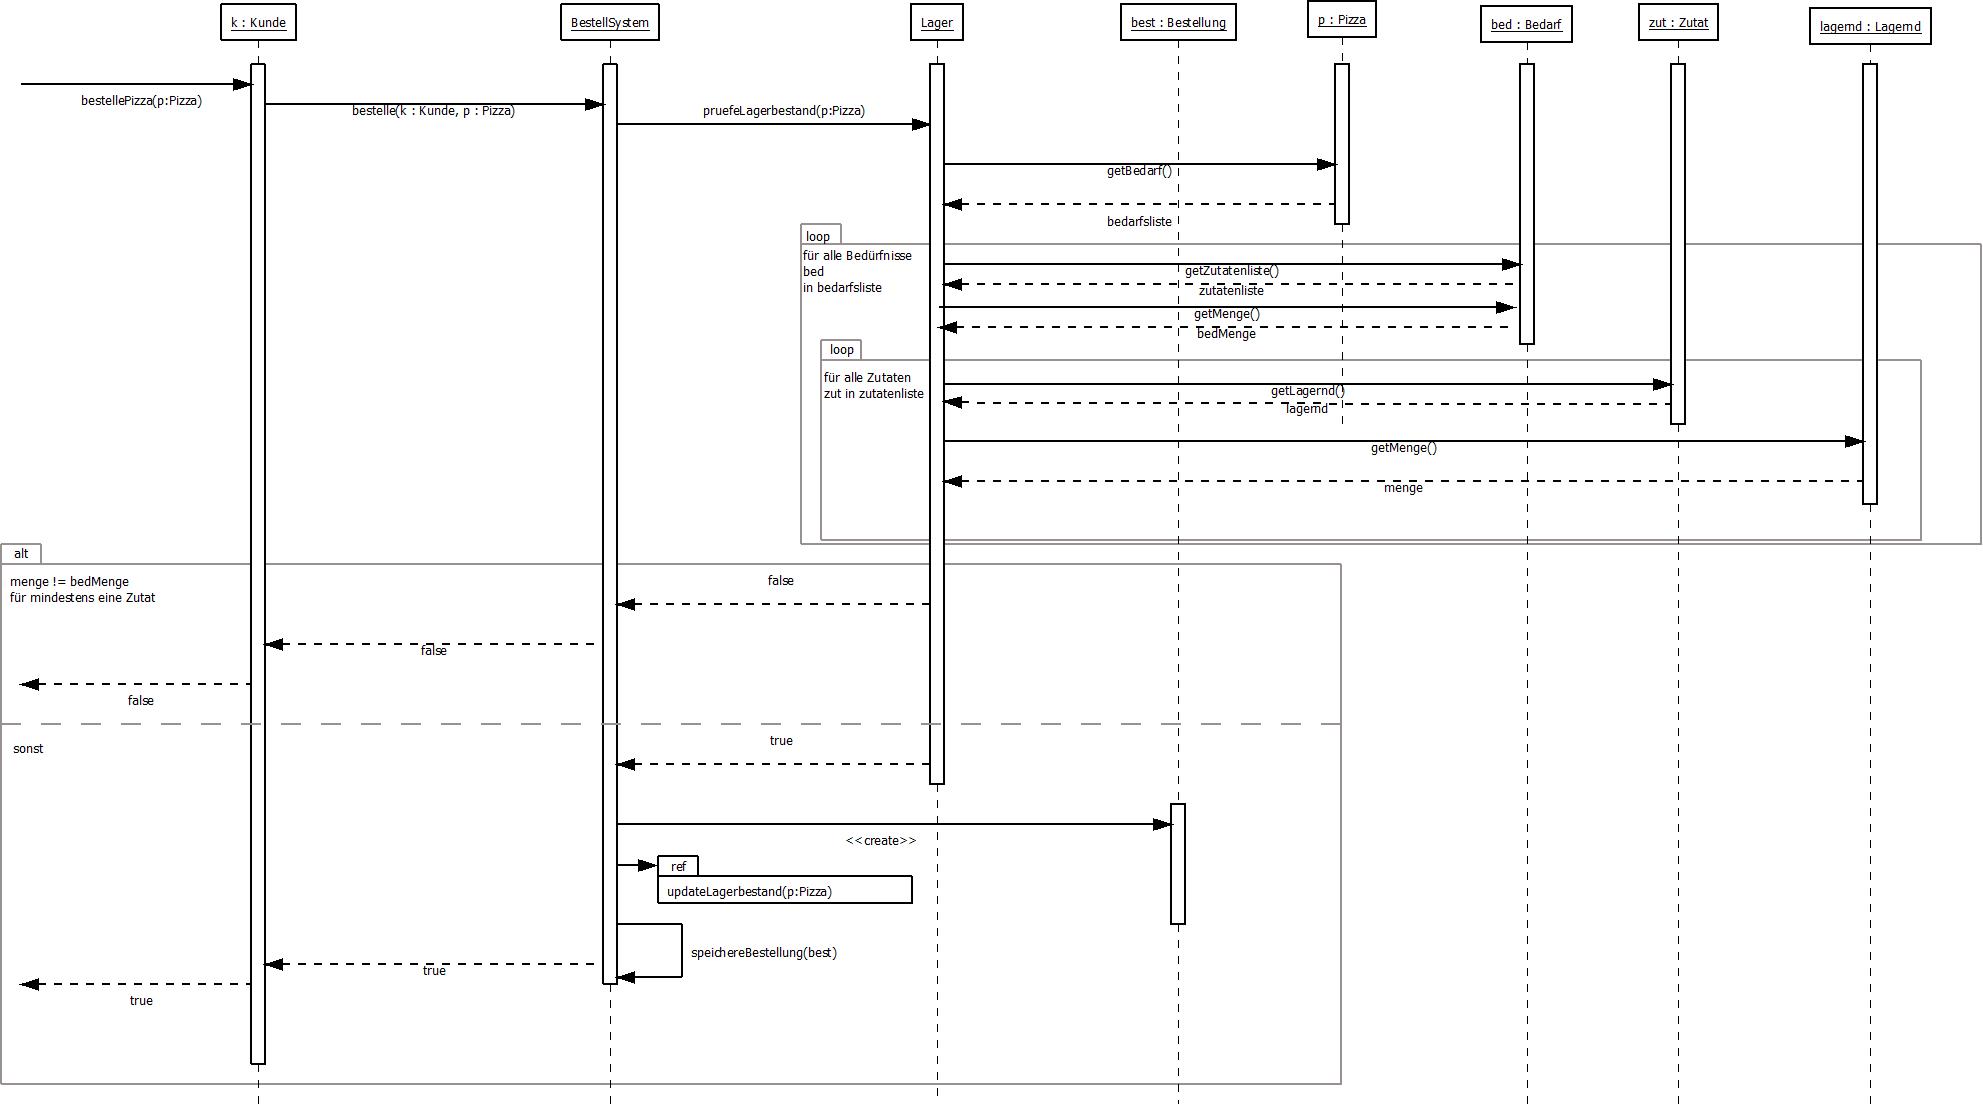 k : Kunde
BestellSystem
Lager
best : Bestellung
p : Pizza
bed : Bedarf
zut : Zutat
lagernd : Lagernd
bestellePizza(p:Pizza)
bestelle(k : Kunde, p : Pizza)
pruefeLagerbestand(p:Pizza)
getBedarf()
bedarfsliste
loop
für alle Bedürfnisse
bed
in bedarfsliste
getZutatenliste()
zutatenliste
getMenge()
bedMenge
loop
für alle Zutaten
zut in zutatenliste
getLagernd()
lagernd
getMenge()
menge
alt
menge != bedMenge
für mindestens eine Zutat
false
false
false
sonst
true
<<create>>
ref
updateLagerbestand(p:Pizza)
speichereBestellung(best)
true
true